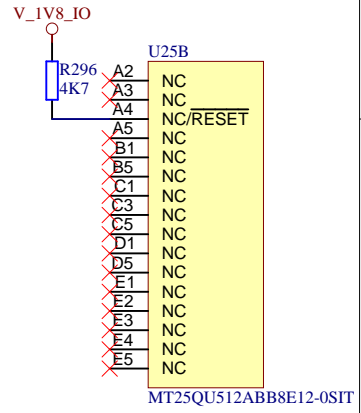 V_1V8_IO
U25B
R296
4K7
A2 NC
A3 NC
A4 NC/RESET
A5 NC
B1 NC
B5 NC
C1 NC
C3 NC
C5 NC
D1 NC
D5 NC
E1 NC
E2 NC
E3 NC
E4 NC
E5 NC
MT25QU512ABB8E12-0SIT